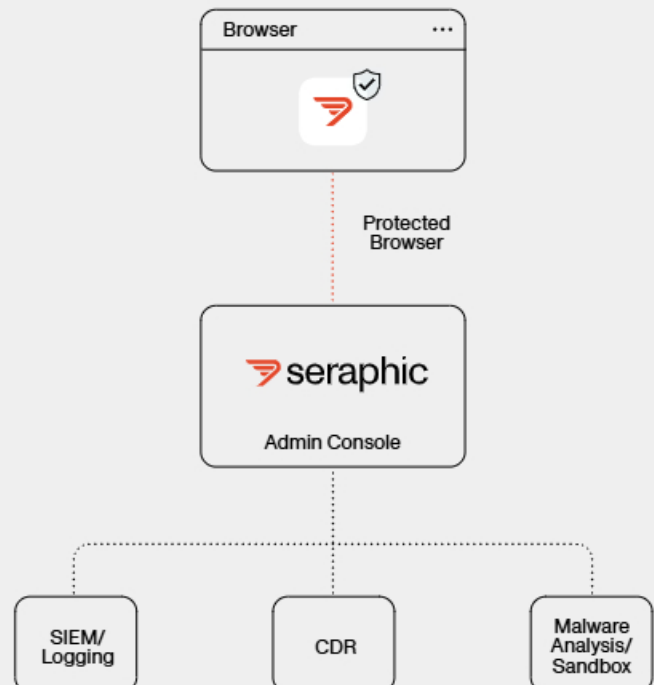 Browser
Protected
Browser
seraphic
Admin Console
SIEM/
Logging
CDR
Malware
Analysis/
Sandbox